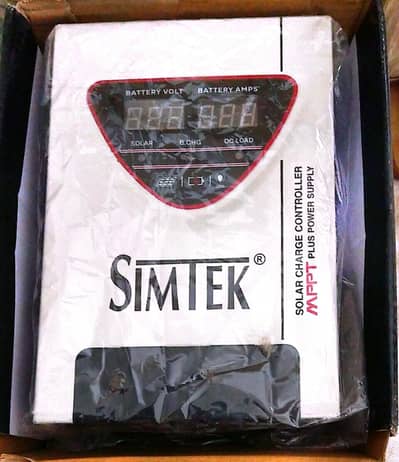 BATTERY VOLT BATTERY AMPS
SOLAR B.CHG DC LOAD
SIMTEK®
SOLAR CHARGE CONTROLLER
MPPT PLUS POWER SUPPLY